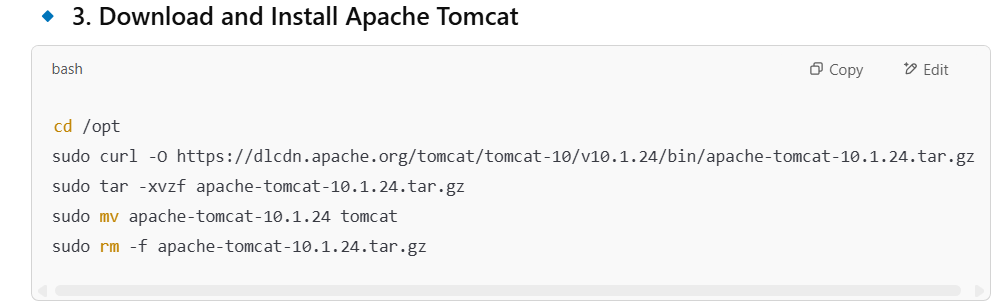 3. Download and Install Apache Tomcat
bash
Copy
Edit
cd /opt
sudo curl -O https://dlcdn.apache.org/tomcat/tomcat-10/v10.1.24/bin/apache-tomcat-10.1.24.tar.gz
sudo tar -xvzf apache-tomcat-10.1.24.tar.gz
sudo mv apache-tomcat-10.1.24 tomcat
sudo rm -f apache-tomcat-10.1.24.tar.gz